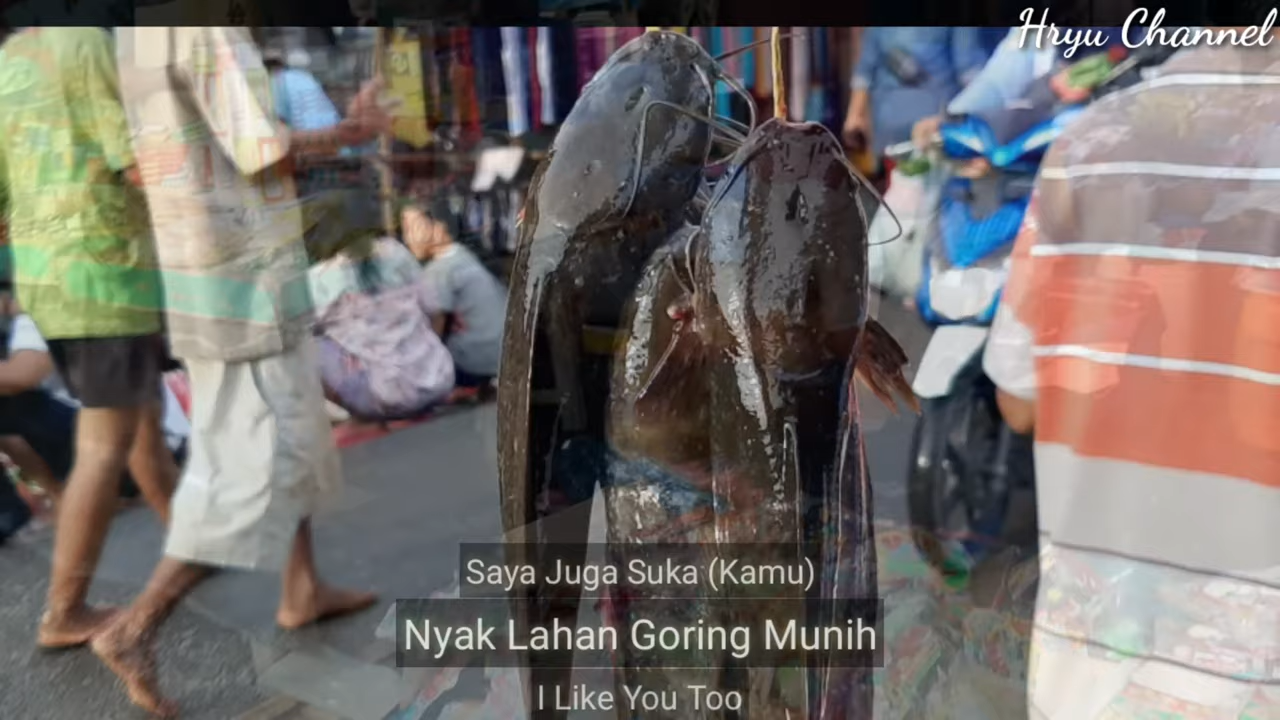 Hryu Channel
Saya Juga Suka (Kamu)
Nyak Lahan Goring Munih
I Like You Too